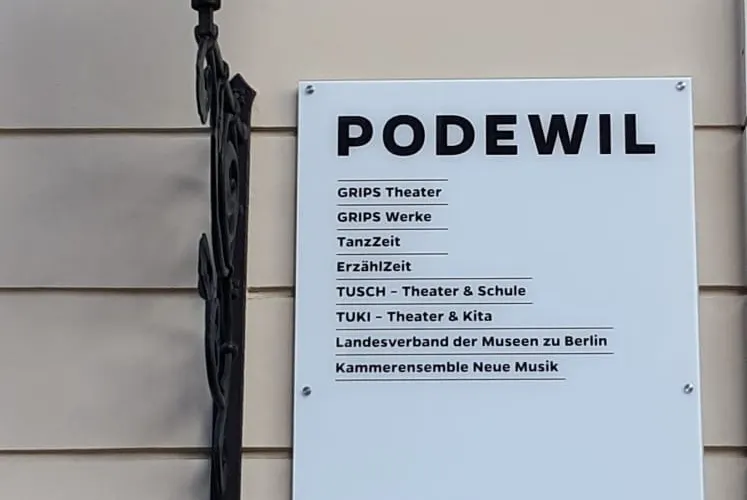 PODEWIL
GRIPS Theater
GRIPS Werke
TanzZeit
ErzählZeit
TUSCH – Theater & Schule
TUKI – Theater & Kita
Landesverband der Museen zu Berlin
Kammerensemble Neue Musik